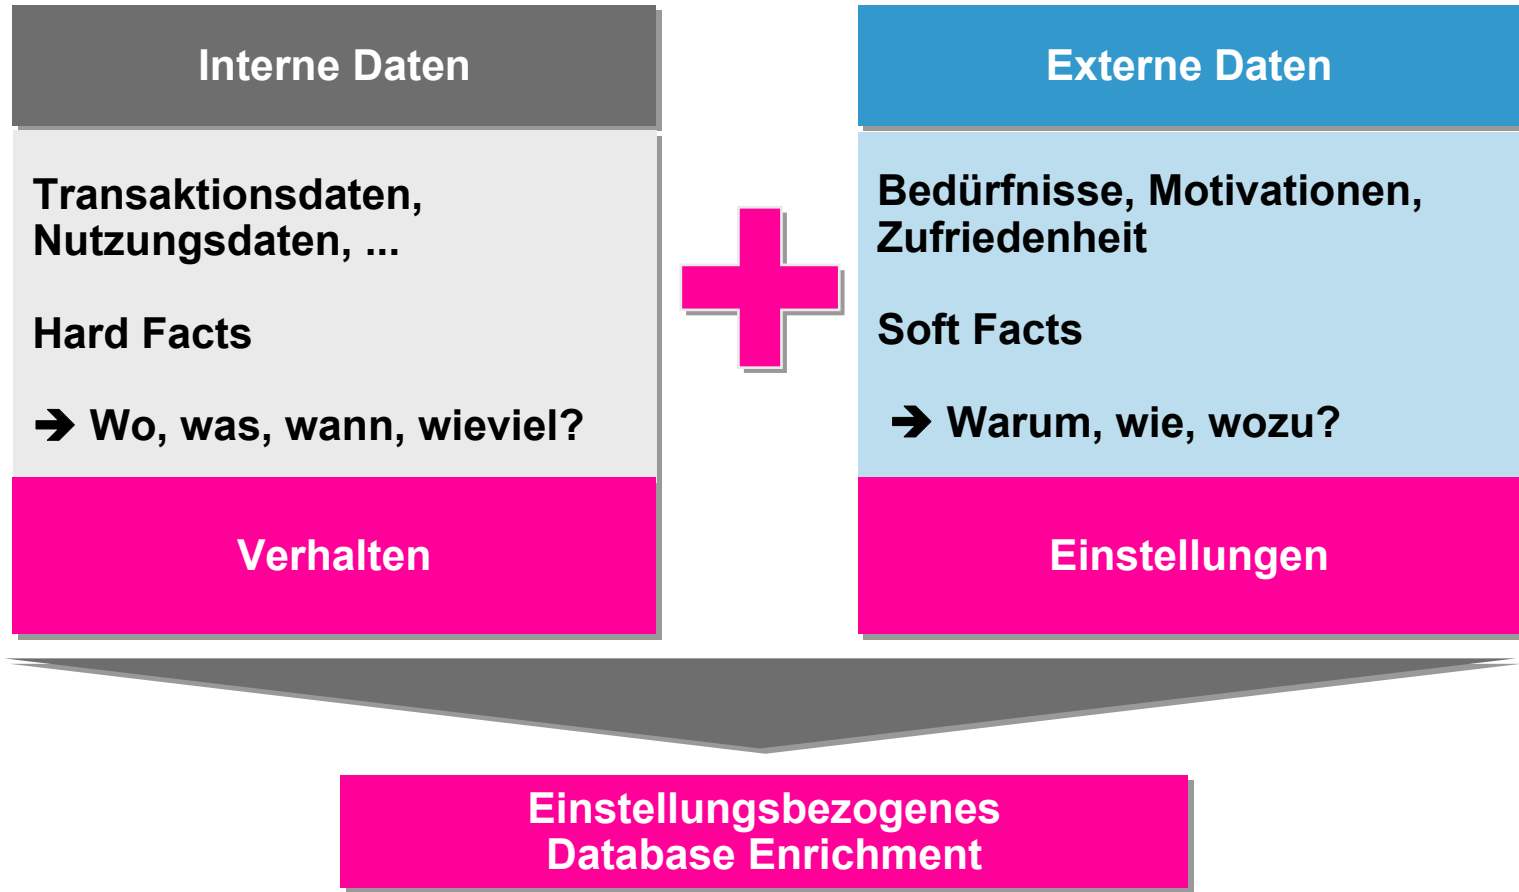 Interne Daten
Transaktionsdaten,
Nutzungsdaten, ...
Hard Facts
➔ Wo, was, wann, wieviel?
Verhalten
Externe Daten
Bedürfnisse, Motivationen,
Zufriedenheit
Soft Facts
➔ Warum, wie, wozu?
Einstellungen
Einstellungsbezogenes
Database Enrichment